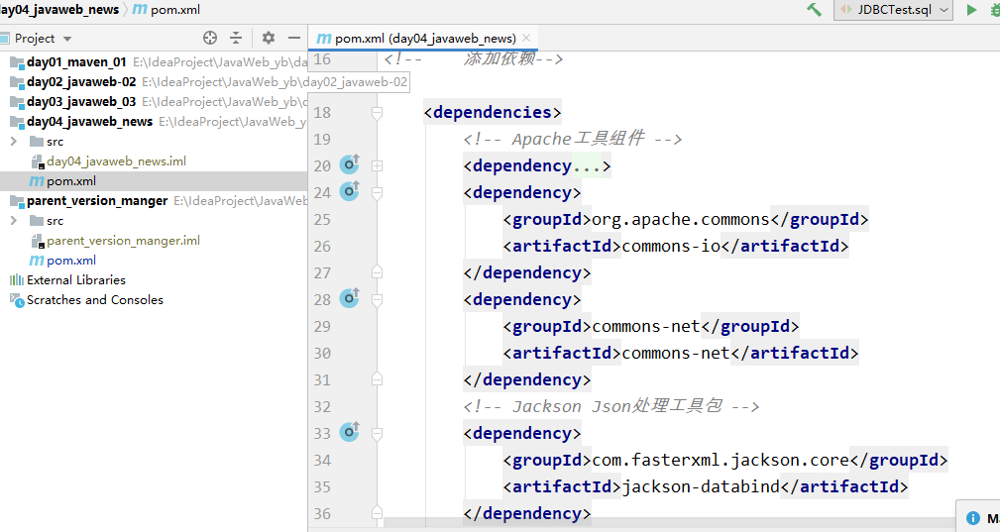 day04_javaweb_news › pom.xml
JDBCTest.sql
Project
pom.xml (day04_javaweb_news)
day01_maven_01 E:\IdeaProject\JavaWeb_yb\da
day02_javaweb-02 E:\IdeaProject\JavaWeb_yb\day02_javaweb-02
day03_javaweb_03 E:\IdeaProject\JavaWeb_yb\d
day04_javaweb_news E:\IdeaProject\JavaWeb_y
src
day04_javaweb_news.iml
pom.xml
parent_version_manger E:\IdeaProject\JavaWeb
src
parent_version_manger.iml
pom.xml
External Libraries
Scratches and Consoles
16 <!-- 添加依赖-->
18 <dependencies>
19 <!-- Apache工具组件 -->
20 <dependency...>
24 <dependency>
25 <groupId>org.apache.commons</groupId>
26 <artifactId>commons-io</artifactId>
27 </dependency>
28 <dependency>
29 <groupId>commons-net</groupId>
30 <artifactId>commons-net</artifactId>
31 </dependency>
32 <!-- Jackson Json处理工具包 -->
33 <dependency>
34 <groupId>com.fasterxml.jackson.core</groupId>
35 <artifactId>jackson-databind</artifactId>
36 </dependency>